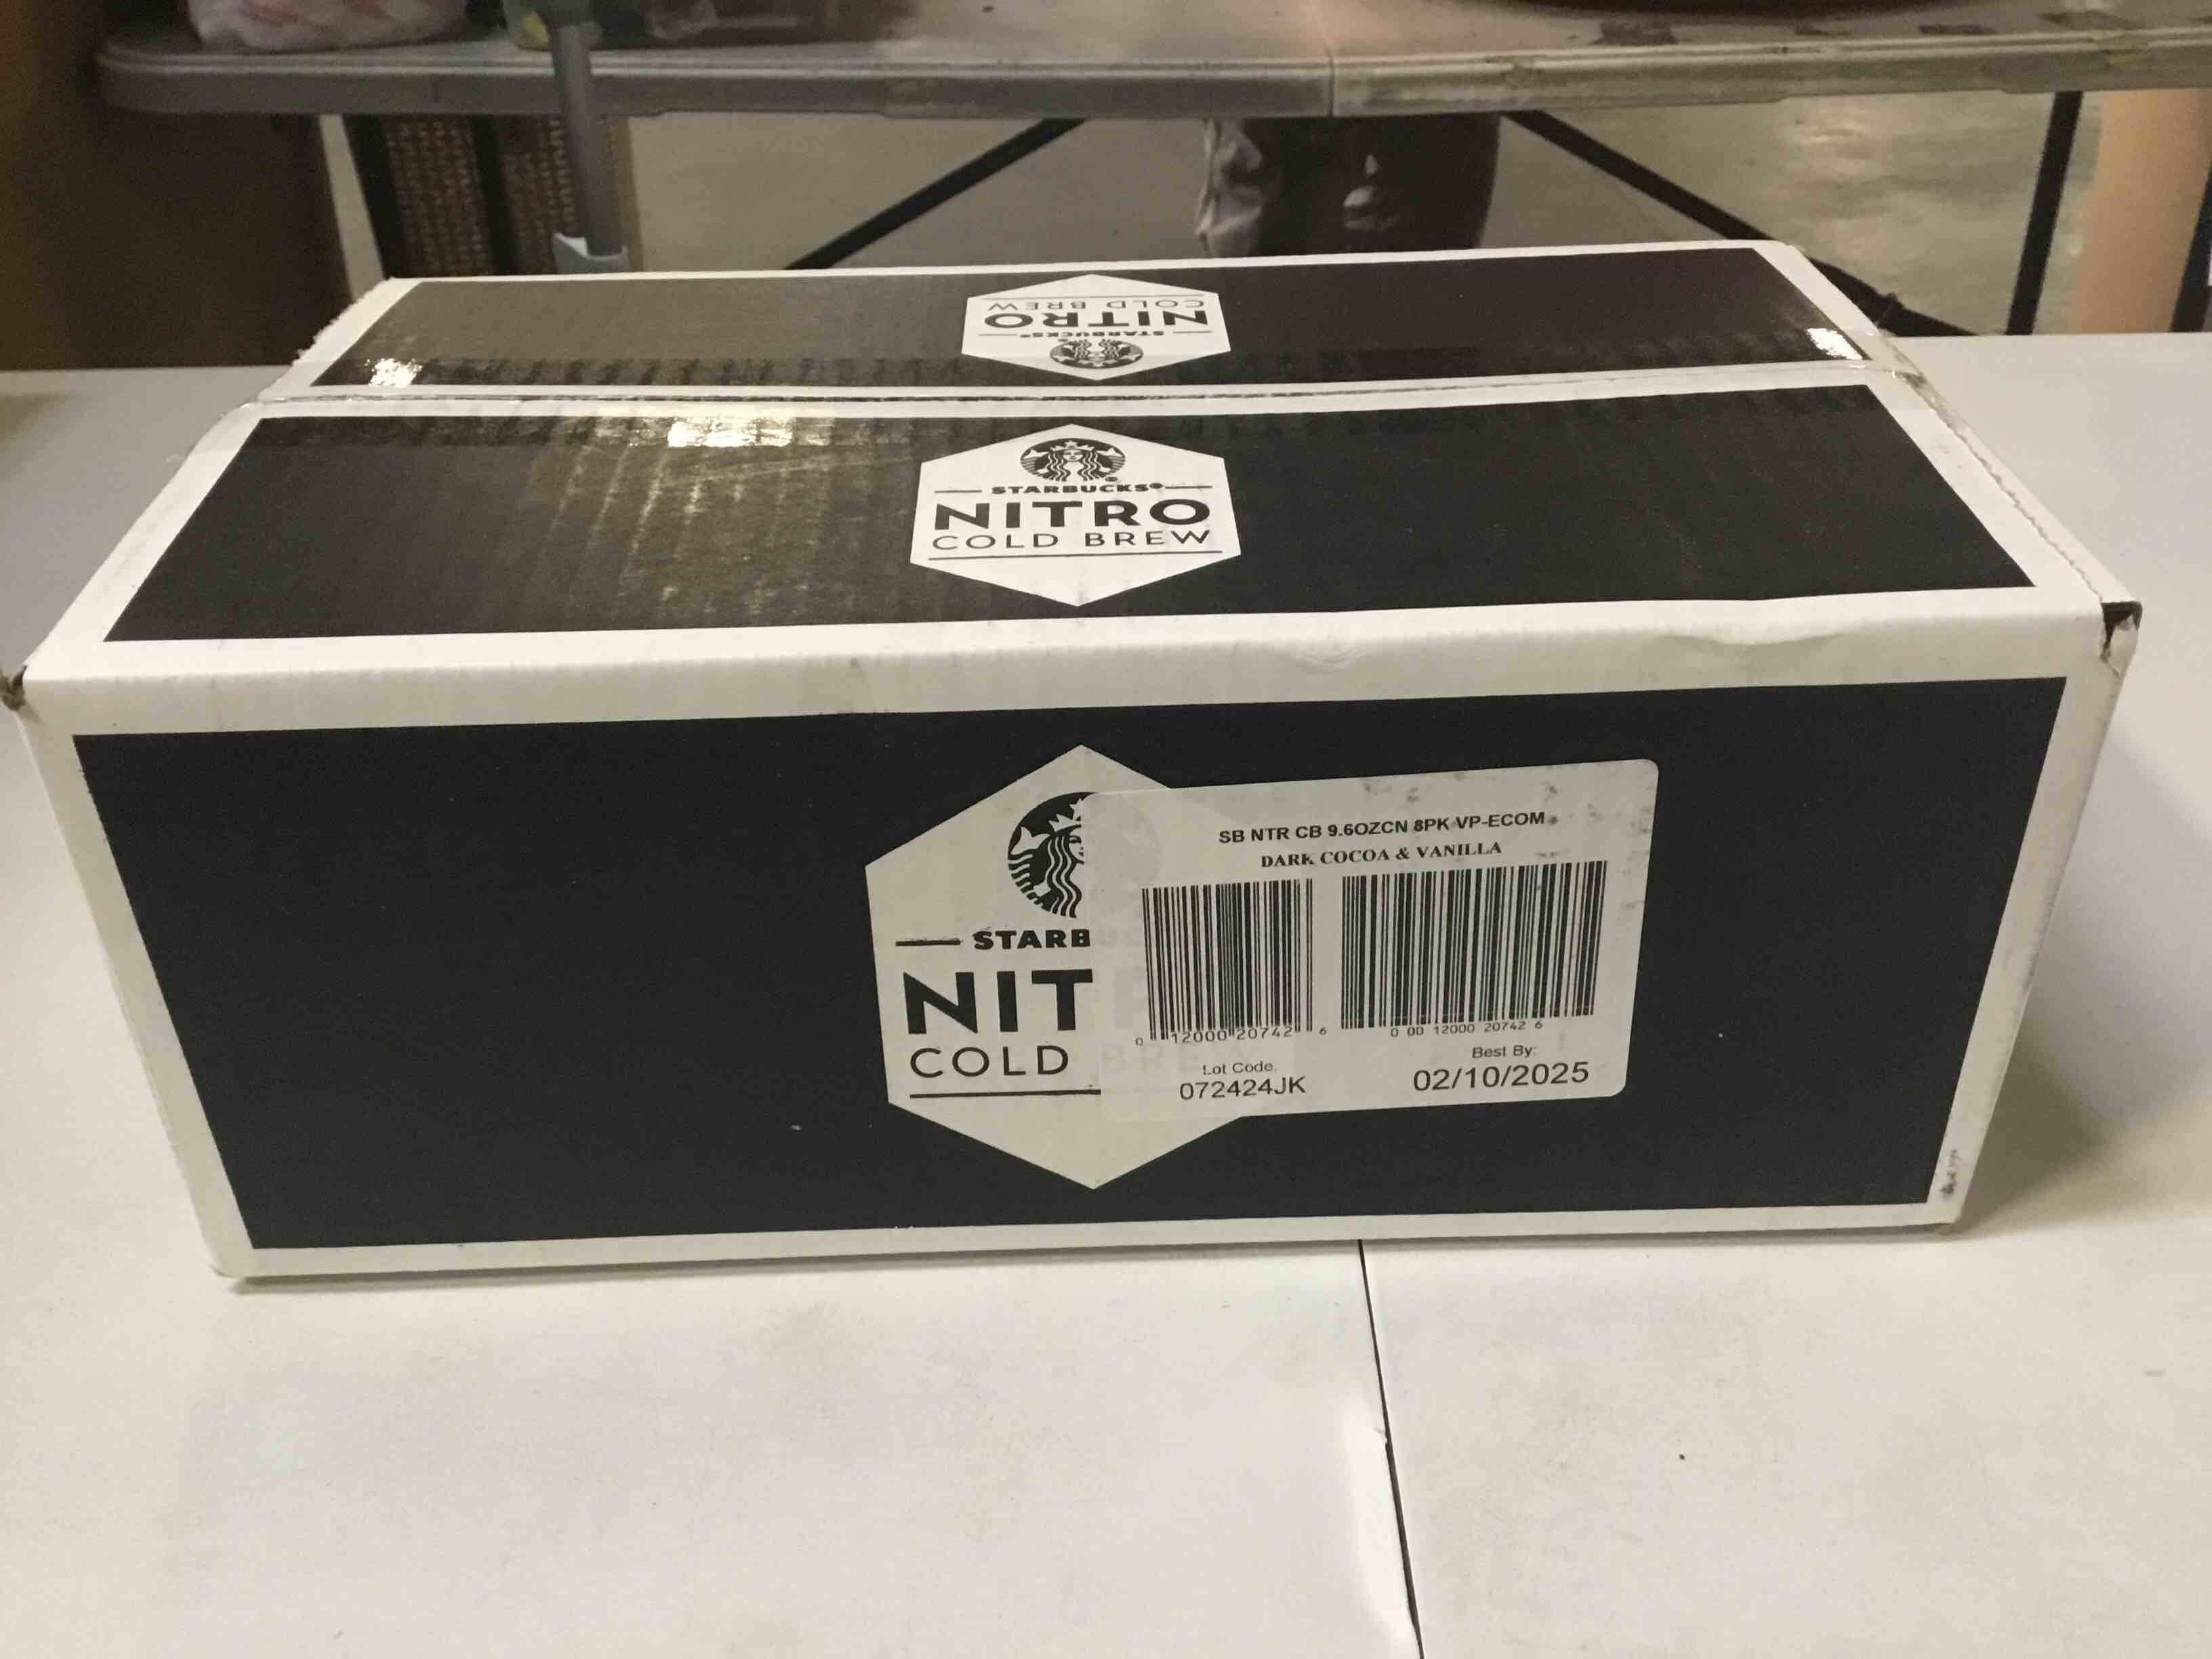 COLD BREW
NITRO
STARBUCKS®
STARBUCKS®
NITRO
COLD BREW
STARB
NIT
COLD
BRE
SB NTR CB 9.6OZCN 8PK VP-ECOM
DARK COCOA & VANILLA
0 12000 20742 6
0 00 12000 20742 6
Lot Code.
072424JK
Best By:
02/10/2025